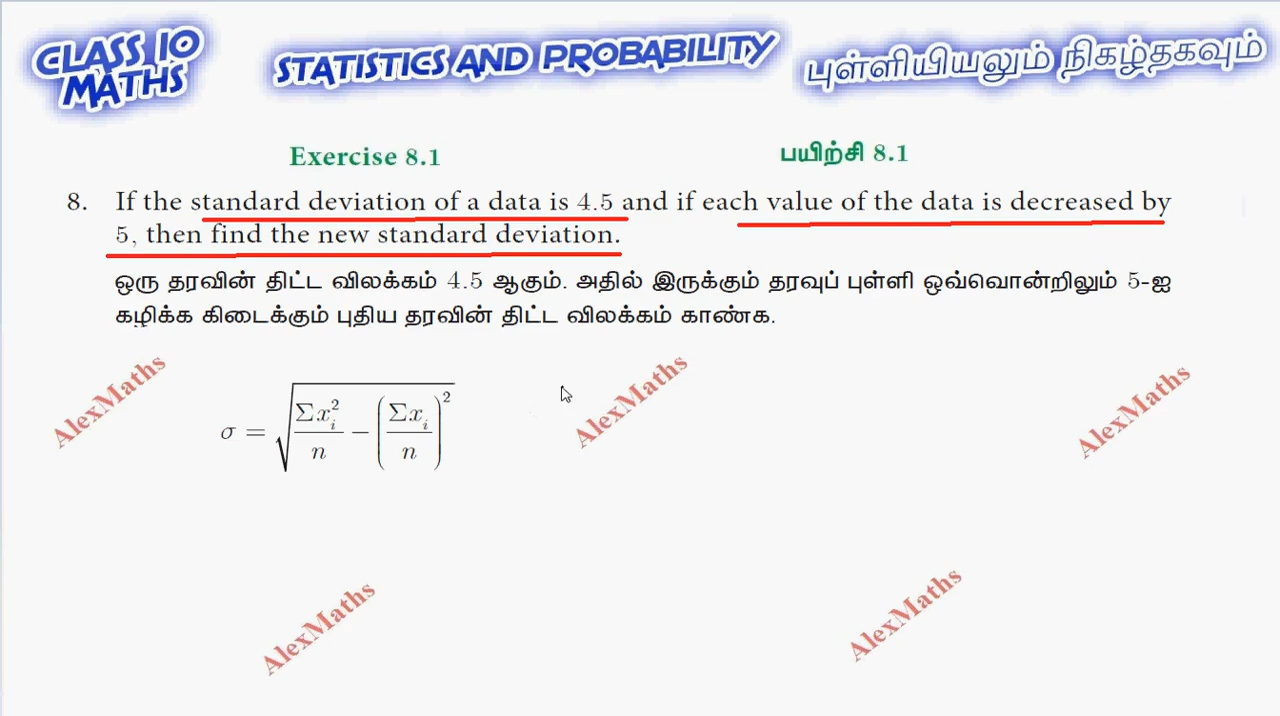 CLASS 10
MATHS
STATISTICS AND PROBABILITY
புள்ளியியலும் நிகழ்தகவும்
Exercise 8.1
பயிற்சி 8.1
8. If the standard deviation of a data is 4.5 and if each value of the data is decreased by
5, then find the new standard deviation.
ஒரு தரவின் திட்ட விலக்கம் 4.5 ஆகும். அதில் இருக்கும் தரவுப் புள்ளி ஒவ்வொன்றிலும் 5-ஐ
கழிக்க கிடைக்கும் புதிய தரவின் திட்ட விலக்கம் காண்க.
AlexMaths
AlexMaths
AlexMaths
σ = √(Σx_i²/n − (Σx_i/n)²)
AlexMaths
AlexMaths